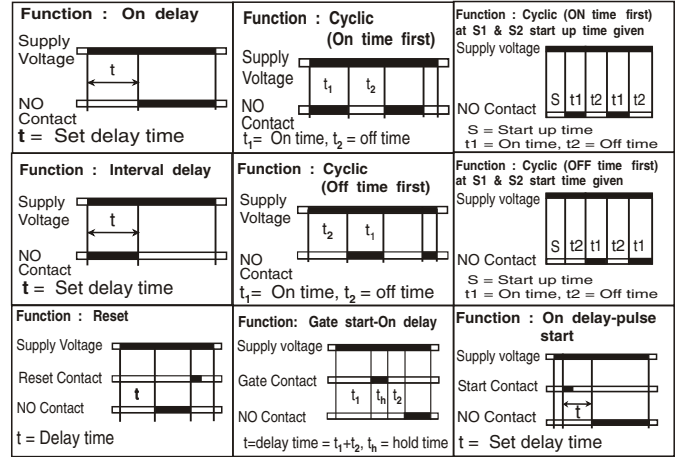 Function : On delay
Supply
Voltage
t
NO
Contact
t = Set delay time
Function : Cyclic
(On time first)
Supply
Voltage
t₁ t₂
NO
Contact
t₁= On time, t₂ = off time
Function : Cyclic (ON time first)
at S1 & S2 start up time given
Supply voltage
S t1 t2 t1 t2
NO Contact
S = Start up time
t1 = On time, t2 = Off time
Function : Interval delay
Supply
Voltage
t
NO
Contact
t = Set delay time
Function : Cyclic
(Off time first)
Supply
Voltage
t₂ t₁
NO
Contact
t₁= On time, t₂ = off time
Function : Cyclic (OFF time first)
at S1 & S2 start time given
Supply voltage
S t2 t1 t2 t1
NO Contact
S = Start up time
t1 = On time, t2 = Off time
Function : Reset
Supply Voltage
Reset Contact
t
NO Contact
t = Delay time
Function: Gate start-On delay
Supply voltage
Gate Contact
t₁ tₕ t₂
NO Contact
t=delay time = t₁+t₂, tₕ = hold time
Function : On delay-pulse
start
Supply voltage
Start Contact
t
NO Contact
t = Set delay time